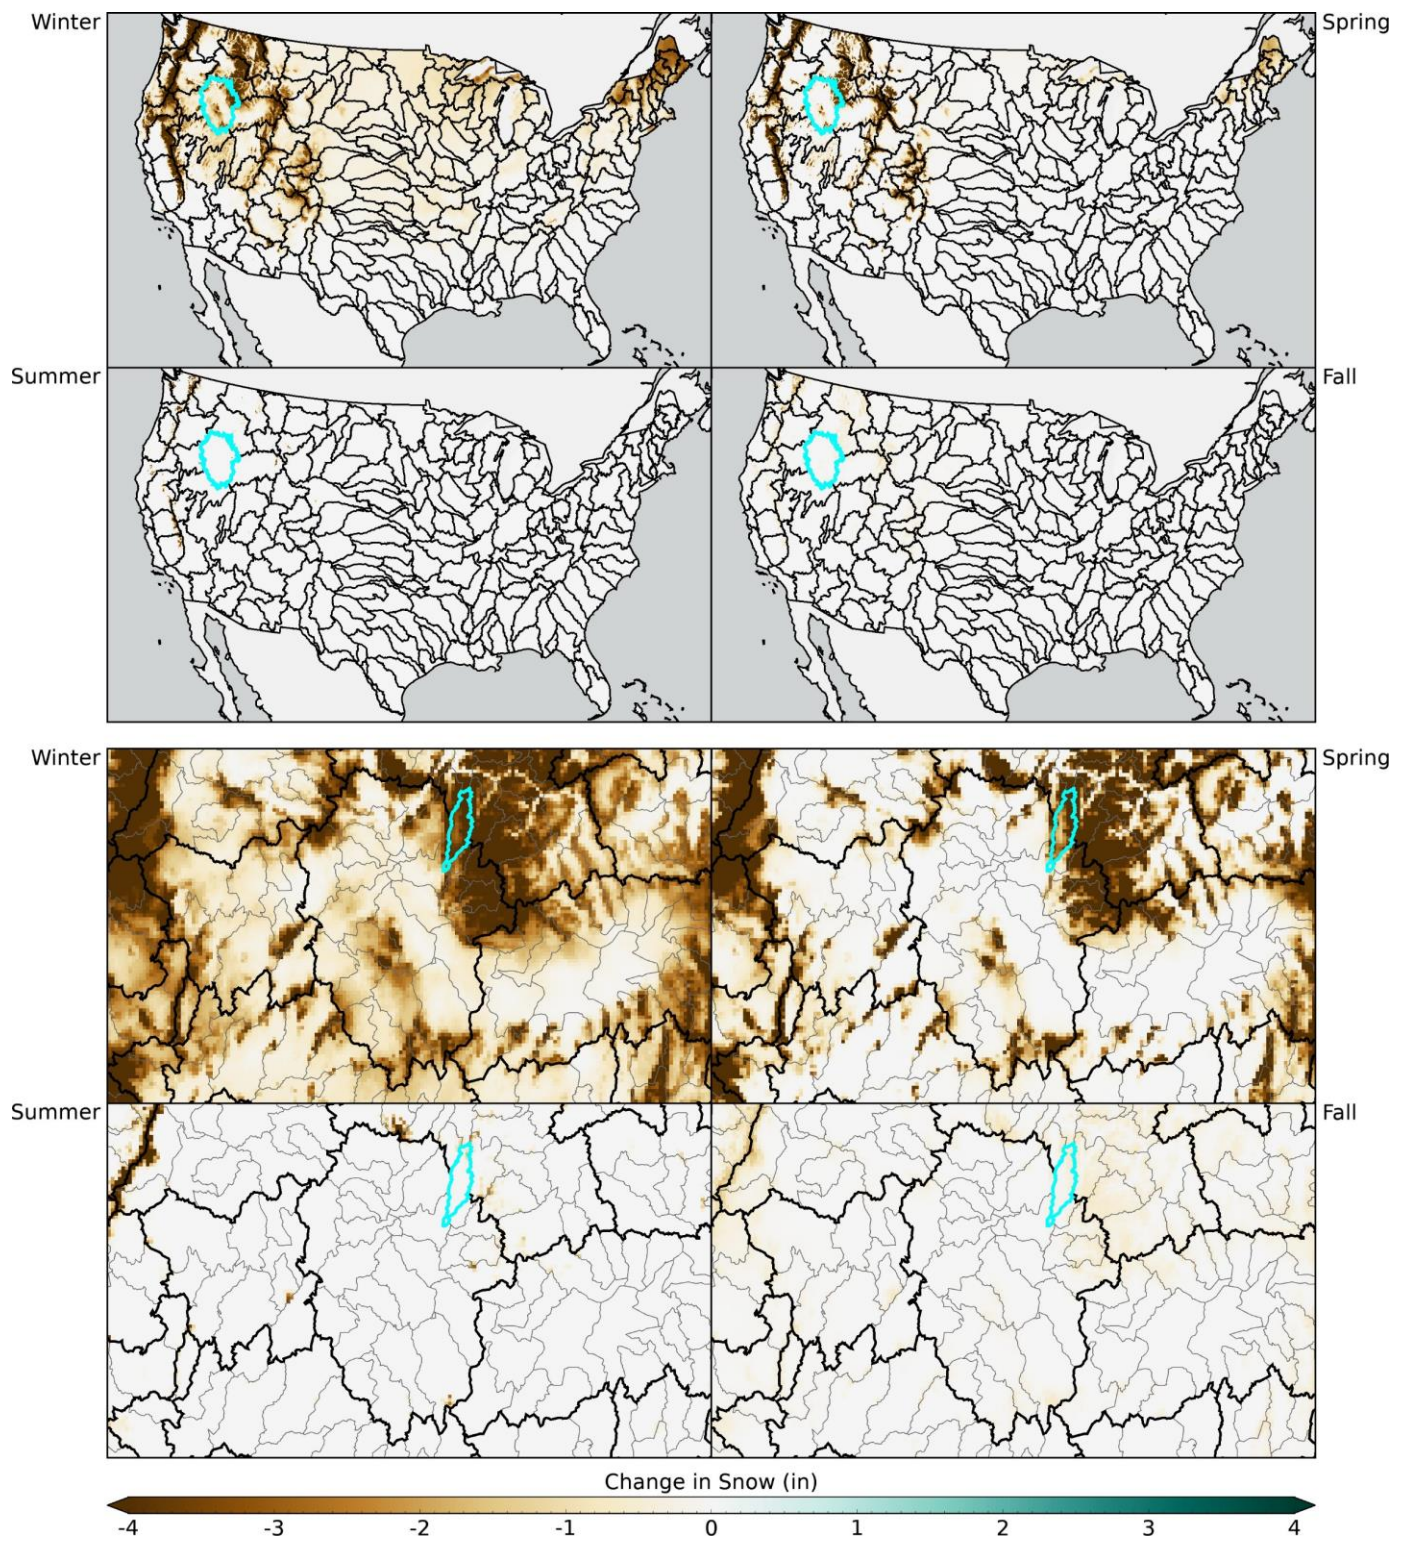 Winter
Spring
Summer
Fall
Winter
Spring
Summer
Fall
Change in Snow (in)
-4 -3 -2 -1 0 1 2 3 4